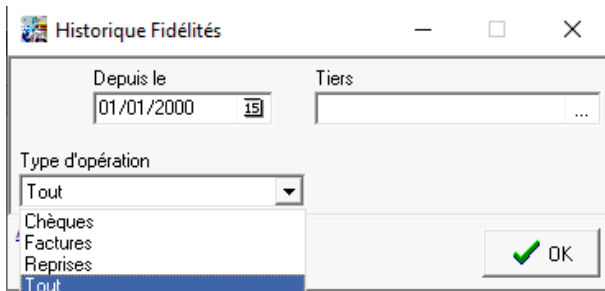 Historique Fidélités
Depuis le
Tiers
01/01/2000
15
...
Type d'opération
Tout
Chèques
Factures
Reprises
Tout
OK